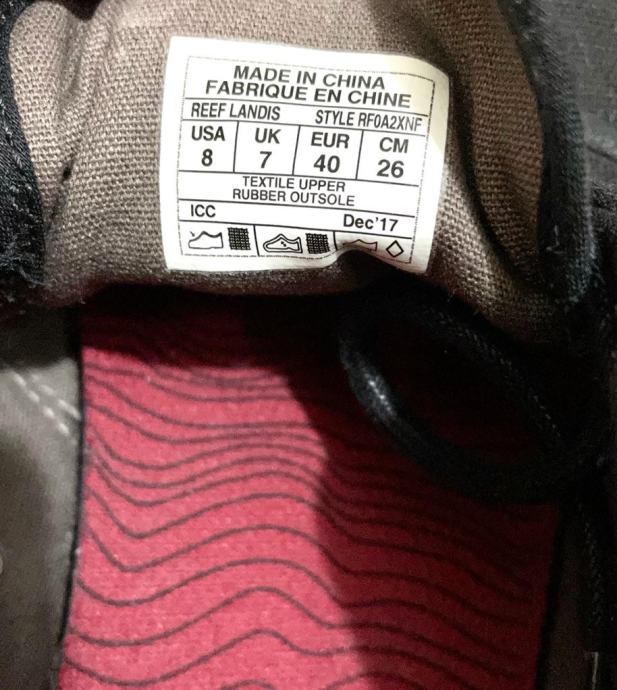 MADE IN CHINA
FABRIQUE EN CHINE
REEF LANDIS STYLE RF0A2XNF
USA UK EUR CM
8 7 40 26
TEXTILE UPPER
RUBBER OUTSOLE
ICC Dec'17